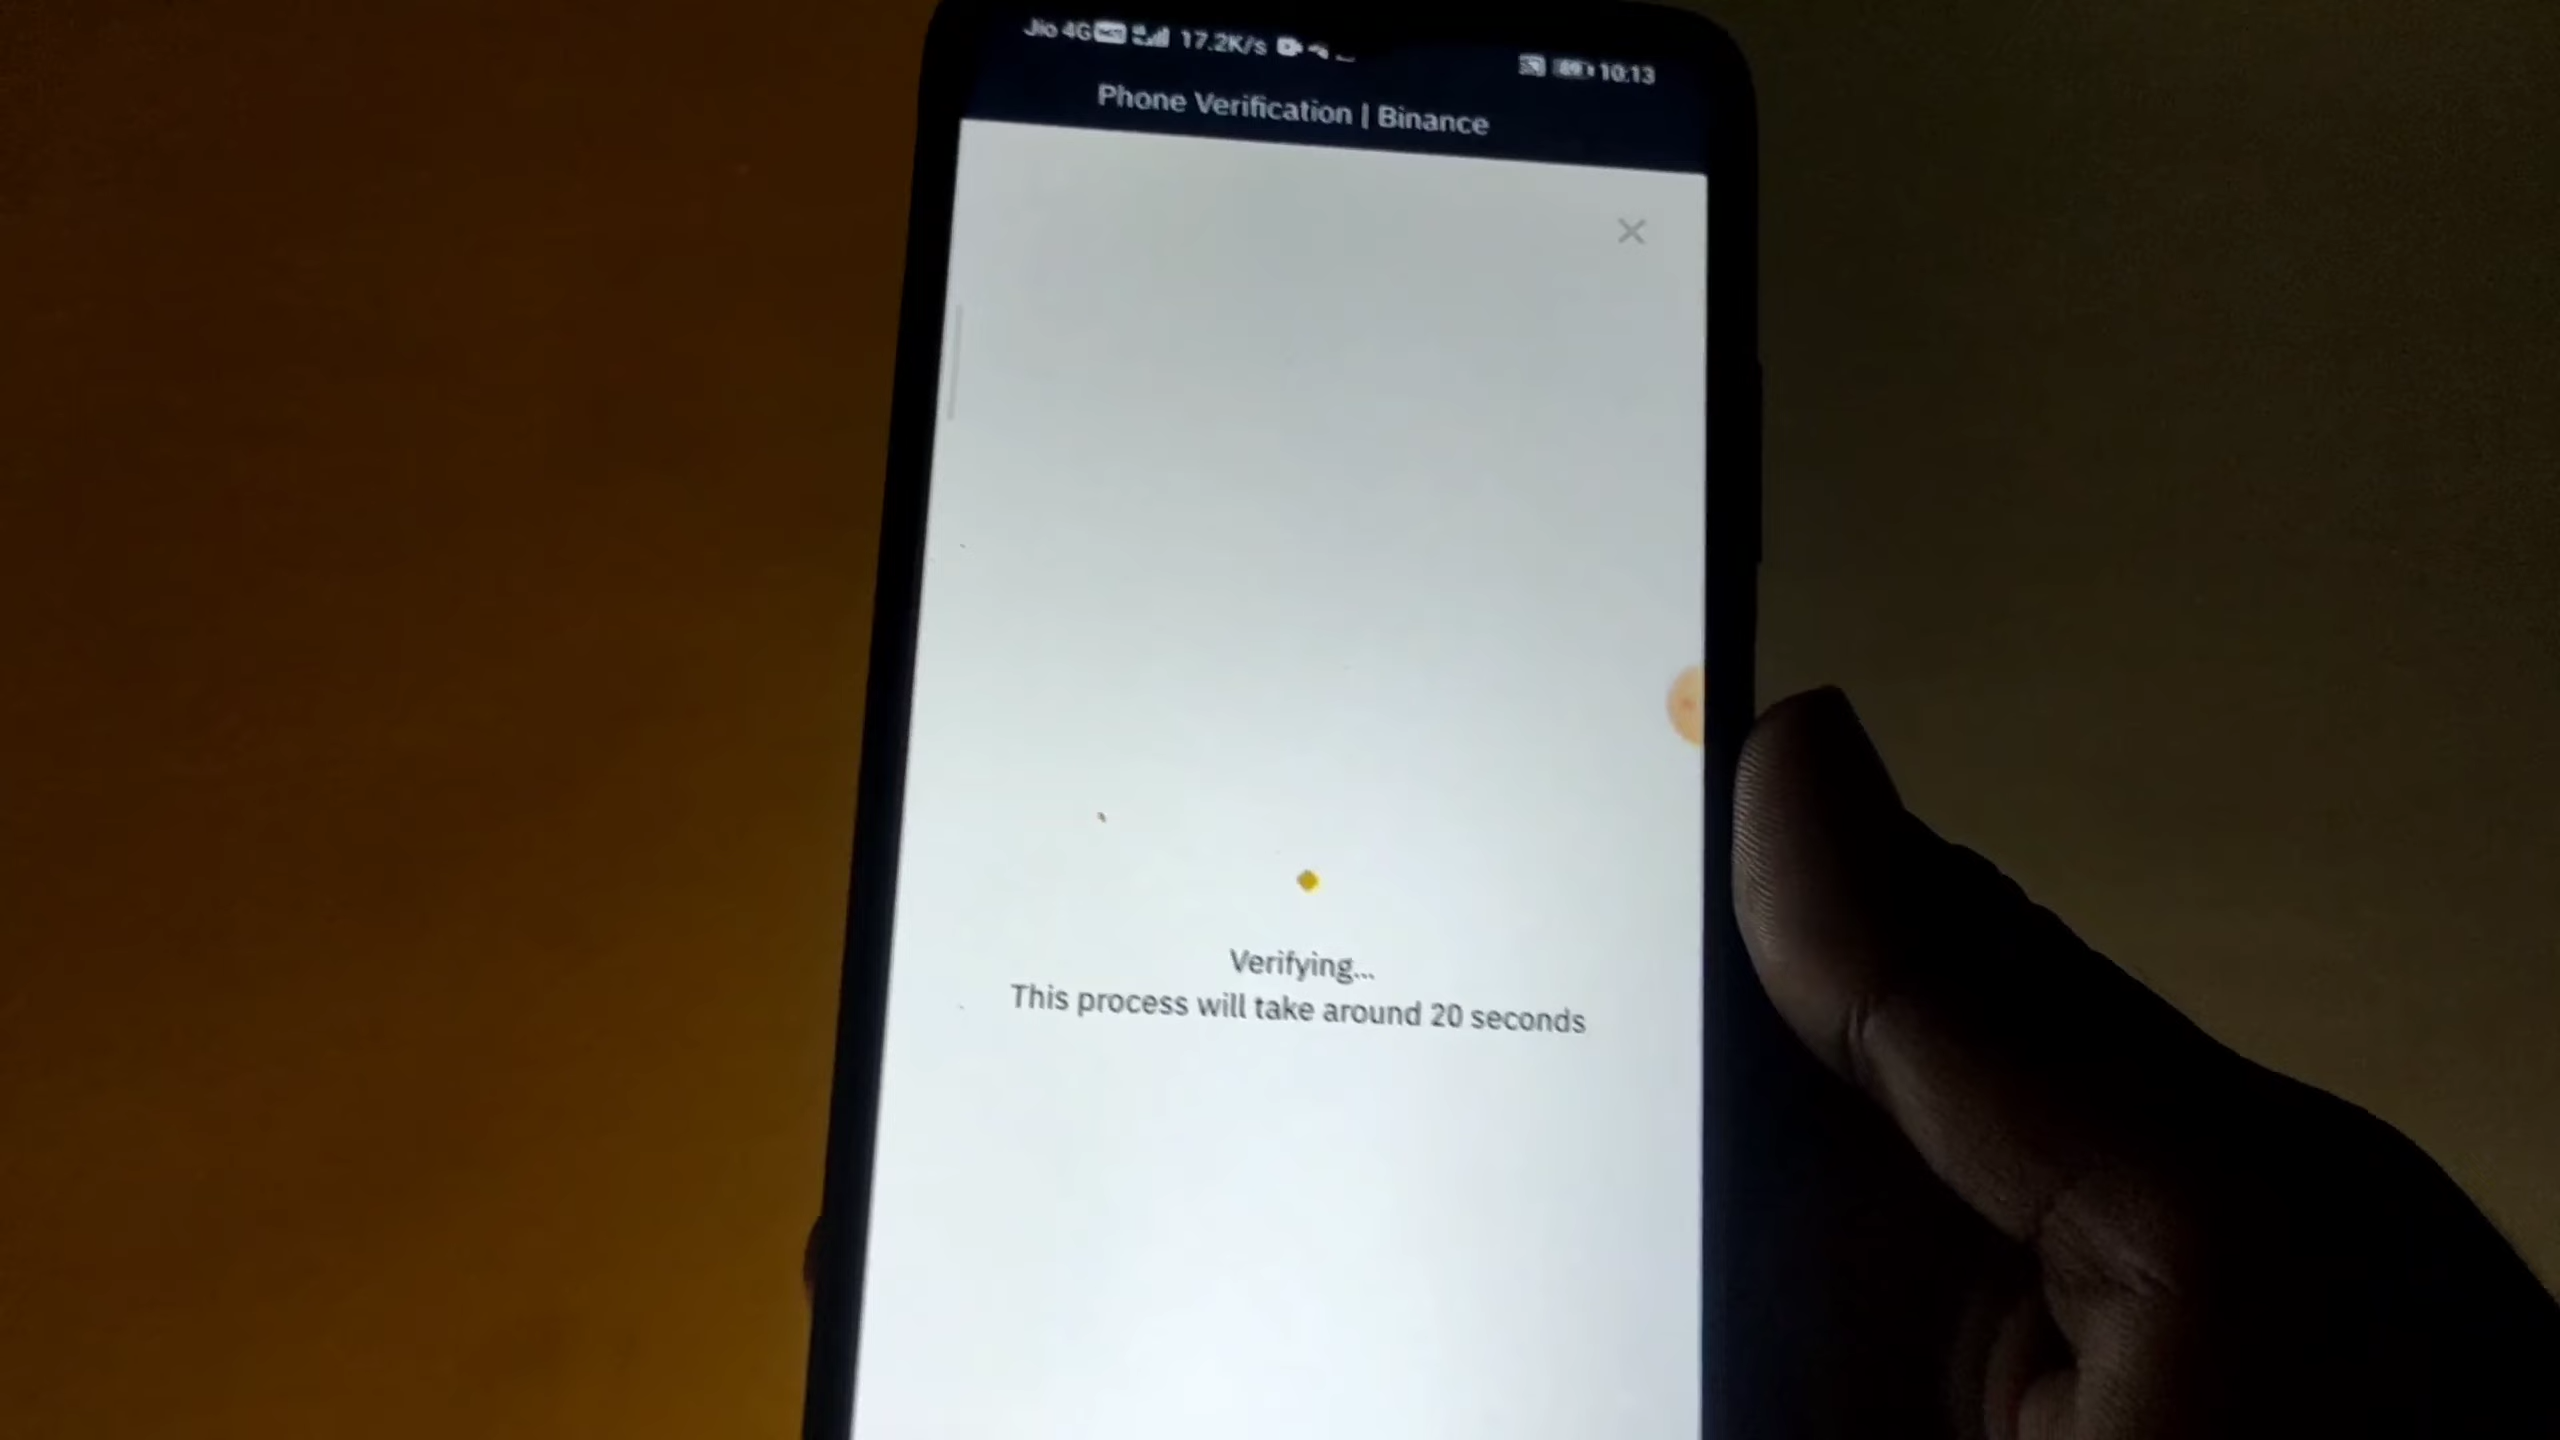 Jio 4G 17.2K/s 10:13
Phone Verification | Binance
Verifying...
This process will take around 20 seconds